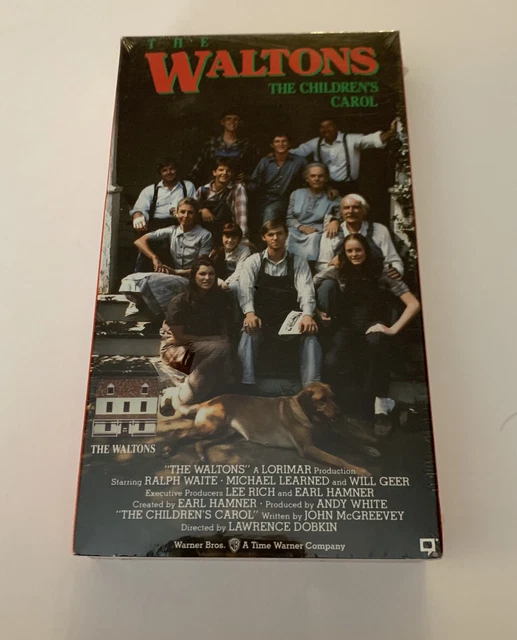 THE
WALTONS
THE CHILDREN'S
CAROL
THE WALTONS
"THE WALTONS" A LORIMAR Production
Starring RALPH WAITE · MICHAEL LEARNED and WILL GEER
Executive Producers LEE RICH and EARL HAMNER
Created by EARL HAMNER · Produced by ANDY WHITE
"THE CHILDREN'S CAROL" Written by JOHN McGREEVEY
Directed by LAWRENCE DOBKIN
Warner Bros. WB A Time Warner Company